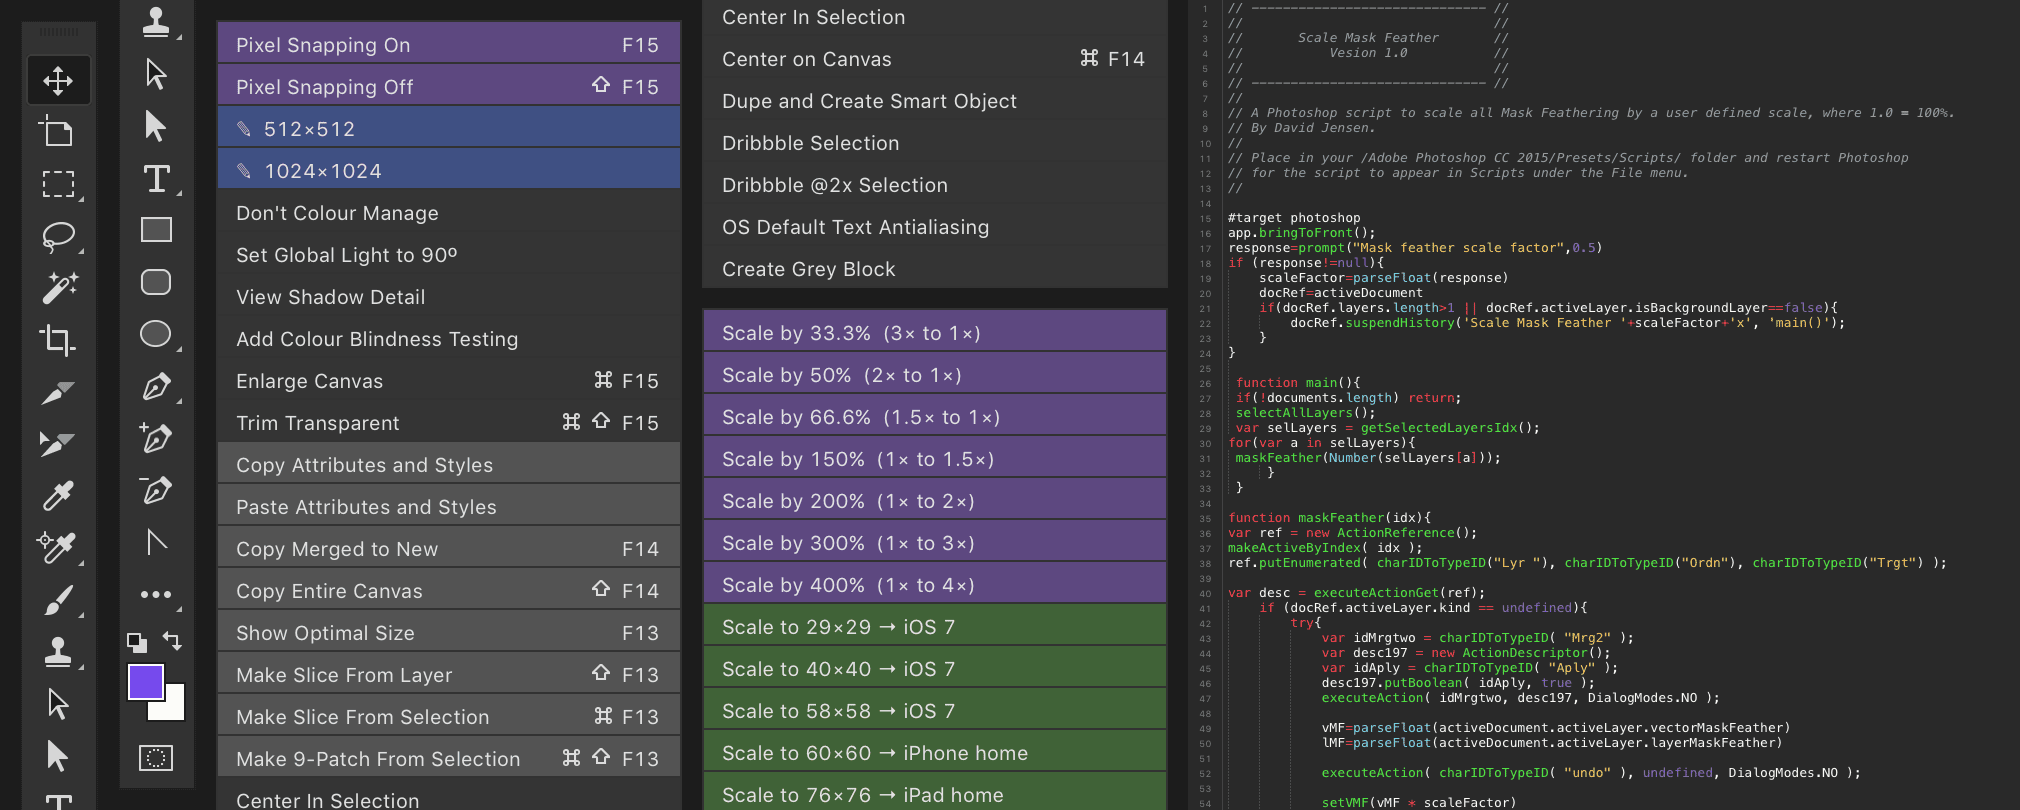 Pixel Snapping On F15
Pixel Snapping Off ⇧ F15
✎ 512×512
✎ 1024×1024
Don't Colour Manage
Set Global Light to 90º
View Shadow Detail
Add Colour Blindness Testing
Enlarge Canvas ⌘ F15
Trim Transparent ⌘ ⇧ F15
Copy Attributes and Styles
Paste Attributes and Styles
Copy Merged to New F14
Copy Entire Canvas ⇧ F14
Show Optimal Size F13
Make Slice From Layer ⇧ F13
Make Slice From Selection ⌘ F13
Make 9-Patch From Selection ⌘ ⇧ F13
Center In Selection
Center In Selection
Center on Canvas ⌘ F14
Dupe and Create Smart Object
Dribbble Selection
Dribbble @2x Selection
OS Default Text Antialiasing
Create Grey Block
Scale by 33.3% (3× to 1×)
Scale by 50% (2× to 1×)
Scale by 66.6% (1.5× to 1×)
Scale by 150% (1× to 1.5×)
Scale by 200% (1× to 2×)
Scale by 300% (1× to 3×)
Scale by 400% (1× to 4×)
Scale to 29×29 → iOS 7
Scale to 40×40 → iOS 7
Scale to 58×58 → iOS 7
Scale to 60×60 → iPhone home
Scale to 76×76 → iPad home
1 // ------------------------------ //
2 // //
3 // Scale Mask Feather //
4 // Vesion 1.0 //
5 // //
6 // ------------------------------ //
7 //
8 // A Photoshop script to scale all Mask Feathering by a user defined scale, where 1.0 = 100%.
9 // By David Jensen.
10 //
11 // Place in your /Adobe Photoshop CC 2015/Presets/Scripts/ folder and restart Photoshop
12 // for the script to appear in Scripts under the File menu.
13 //
14
15 #target photoshop
16 app.bringToFront();
17 response=prompt("Mask feather scale factor",0.5)
18 if (response!=null){
19 scaleFactor=parseFloat(response)
20 docRef=activeDocument
21 if(docRef.layers.length>1 || docRef.activeLayer.isBackgroundLayer==false){
22 docRef.suspendHistory('Scale Mask Feather '+scaleFactor+'x', 'main()');
23 }
24 }
25
26 function main(){
27 if(!documents.length) return;
28 selectAllLayers();
29 var selLayers = getSelectedLayersIdx();
30 for(var a in selLayers){
31 maskFeather(Number(selLayers[a]));
32 }
33 }
34
35 function maskFeather(idx){
36 var ref = new ActionReference();
37 makeActiveByIndex( idx );
38 ref.putEnumerated( charIDToTypeID("Lyr "), charIDToTypeID("Ordn"), charIDToTypeID("Trgt") );
39
40 var desc = executeActionGet(ref);
41 if (docRef.activeLayer.kind == undefined){
42 try{
43 var idMrgtwo = charIDToTypeID( "Mrg2" );
44 var desc197 = new ActionDescriptor();
45 var idAply = charIDToTypeID( "Aply" );
46 desc197.putBoolean( idAply, true );
47 executeAction( idMrgtwo, desc197, DialogModes.NO );
48
49 vMF=parseFloat(activeDocument.activeLayer.vectorMaskFeather)
50 lMF=parseFloat(activeDocument.activeLayer.layerMaskFeather)
51
52 executeAction( charIDToTypeID( "undo" ), undefined, DialogModes.NO );
53
54 setVMF(vMF * scaleFactor)